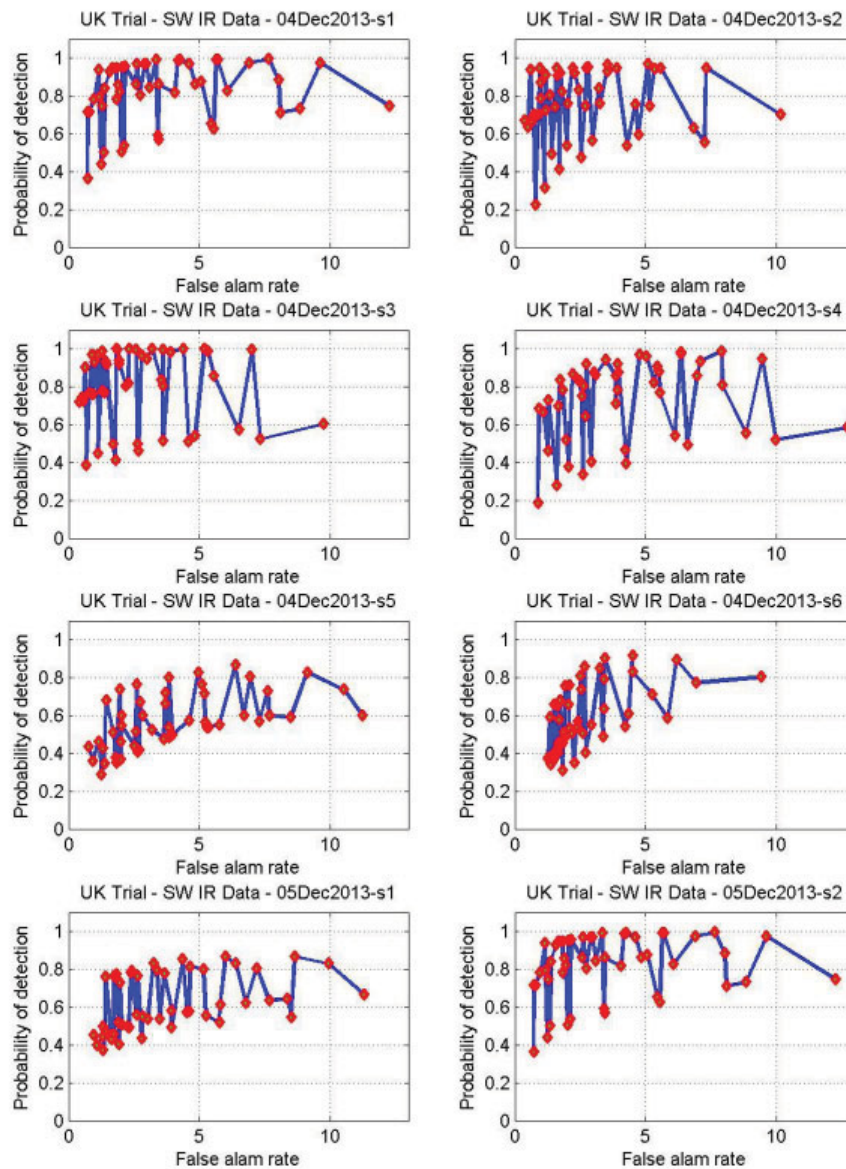 UK Trial - SW IR Data - 04Dec2013-s1
Probability of detection
1
0.8
0.6
0.4
0.2
0
0 5 10
False alam rate
UK Trial - SW IR Data - 04Dec2013-s2
Probability of detection
1
0.8
0.6
0.4
0.2
0
0 5 10
False alam rate
UK Trial - SW IR Data - 04Dec2013-s3
Probability of detection
1
0.8
0.6
0.4
0.2
0
0 5 10
False alam rate
UK Trial - SW IR Data - 04Dec2013-s4
Probability of detection
1
0.8
0.6
0.4
0.2
0
0 5 10
False alam rate
UK Trial - SW IR Data - 04Dec2013-s5
Probability of detection
1
0.8
0.6
0.4
0.2
0
0 5 10
False alam rate
UK Trial - SW IR Data - 04Dec2013-s6
Probability of detection
1
0.8
0.6
0.4
0.2
0
0 5 10
False alam rate
UK Trial - SW IR Data - 05Dec2013-s1
Probability of detection
1
0.8
0.6
0.4
0.2
0
0 5 10
False alam rate
UK Trial - SW IR Data - 05Dec2013-s2
Probability of detection
1
0.8
0.6
0.4
0.2
0
0 5 10
False alam rate